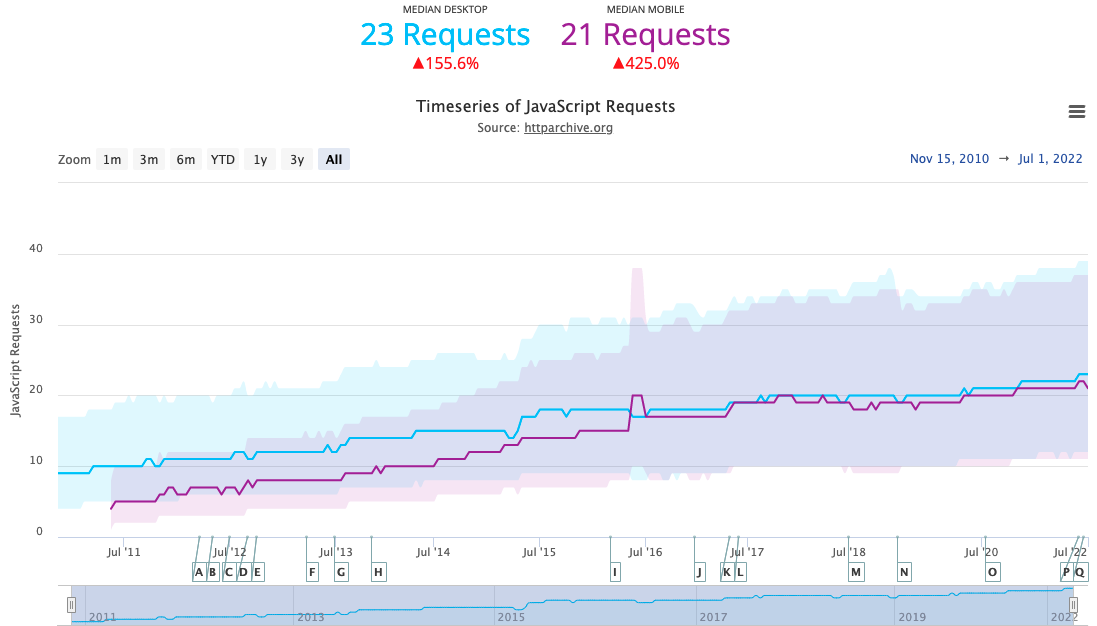 MEDIAN DESKTOP MEDIAN MOBILE
23 Requests 21 Requests
▲155.6% ▲425.0%
Timeseries of JavaScript Requests
Source: httparchive.org
Zoom 1m 3m 6m YTD 1y 3y All Nov 15, 2010 → Jul 1, 2022
JavaScript Requests
40
30
20
10
0
Jul '11 Jul '12 Jul '13 Jul '14 Jul '15 Jul '16 Jul '17 Jul '18 Jul '20 Jul '22
A B C D E F G H I J K L M N O P Q
2011 2013 2015 2017 2019 2022